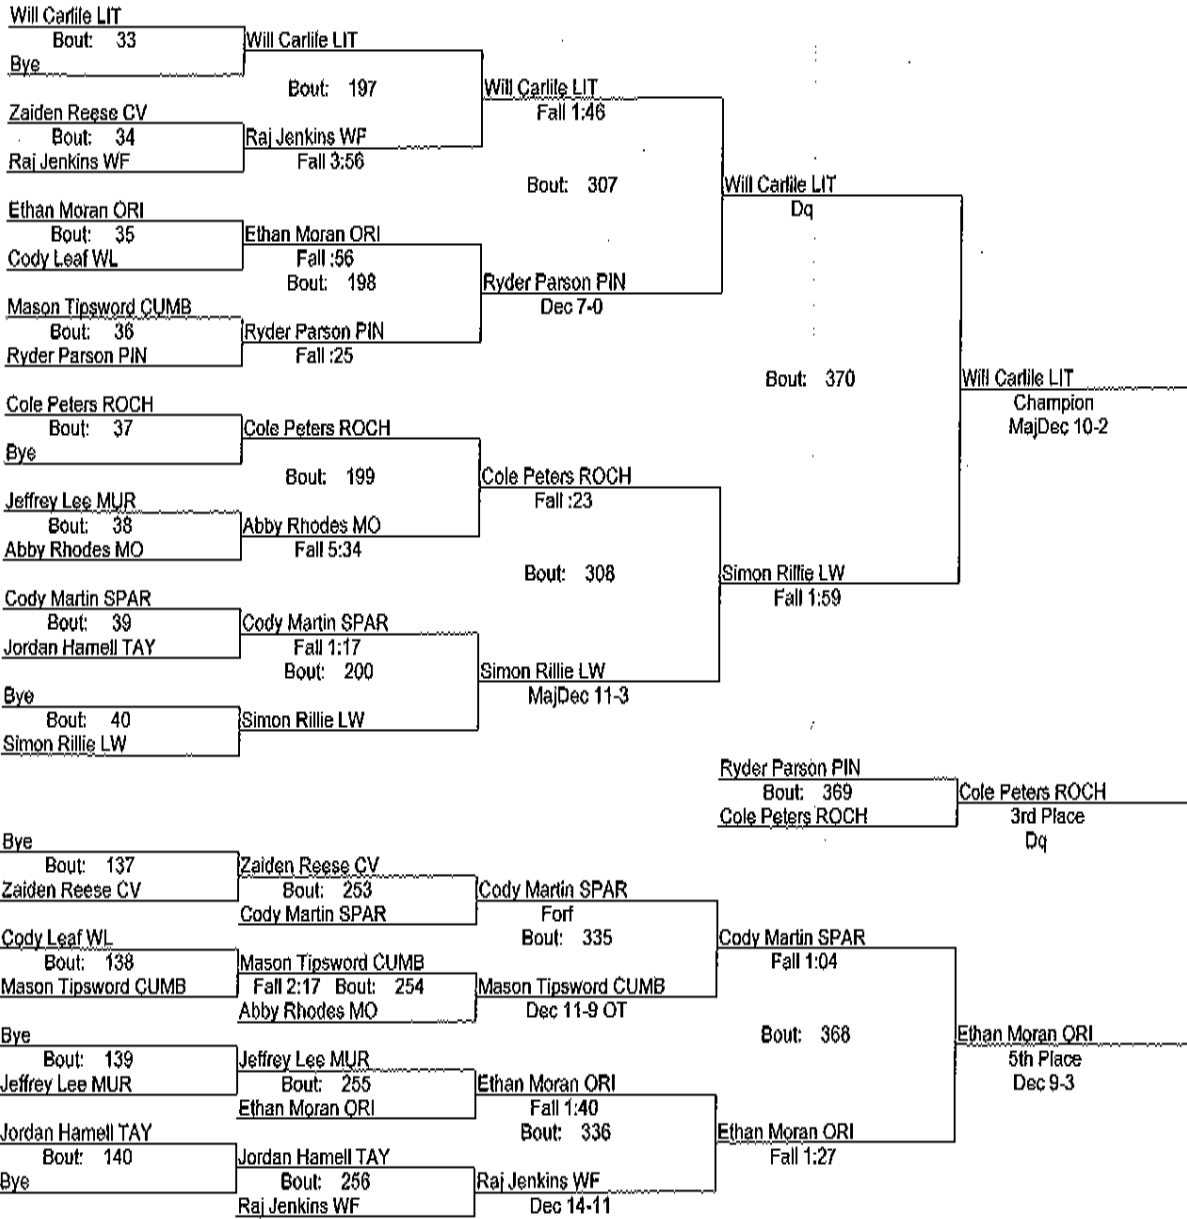 Will Carlile LIT
Bout: 33
Bye
Will Carlile LIT
Bout: 197
Zaiden Reese CV
Bout: 34
Raj Jenkins WF
Raj Jenkins WF
Fall 3:56
Will Carlile LIT
Fall 1:46
Bout: 307
Ethan Moran ORI
Bout: 35
Cody Leaf WL
Ethan Moran ORI
Fall :56
Bout: 198
Mason Tipsword CUMB
Bout: 36
Ryder Parson PIN
Ryder Parson PIN
Fall :25
Ryder Parson PIN
Dec 7-0
Will Carlile LIT
Dq
Bout: 370
Cole Peters ROCH
Bout: 37
Bye
Cole Peters ROCH
Bout: 199
Jeffrey Lee MUR
Bout: 38
Abby Rhodes MO
Abby Rhodes MO
Fall 5:34
Cole Peters ROCH
Fall :23
Bout: 308
Cody Martin SPAR
Bout: 39
Jordan Hamell TAY
Cody Martin SPAR
Fall 1:17
Bout: 200
Bye
Bout: 40
Simon Rillie LW
Simon Rillie LW
Simon Rillie LW
MajDec 11-3
Simon Rillie LW
Fall 1:59
Will Carlile LIT
Champion
MajDec 10-2
Ryder Parson PIN
Bout: 369
Cole Peters ROCH
Cole Peters ROCH
3rd Place
Dq
Bye
Bout: 137
Zaiden Reese CV
Zaiden Reese CV
Bout: 253
Cody Martin SPAR
Cody Martin SPAR
Forf
Bout: 335
Cody Leaf WL
Bout: 138
Mason Tipsword CUMB
Mason Tipsword CUMB
Fall 2:17 Bout: 254
Abby Rhodes MO
Mason Tipsword CUMB
Dec 11-9 OT
Cody Martin SPAR
Fall 1:04
Bout: 368
Bye
Bout: 139
Jeffrey Lee MUR
Jeffrey Lee MUR
Bout: 255
Ethan Moran ORI
Ethan Moran ORI
Fall 1:40
Bout: 336
Jordan Hamell TAY
Bout: 140
Bye
Jordan Hamell TAY
Bout: 256
Raj Jenkins WF
Raj Jenkins WF
Dec 14-11
Ethan Moran ORI
Fall 1:27
Ethan Moran ORI
5th Place
Dec 9-3